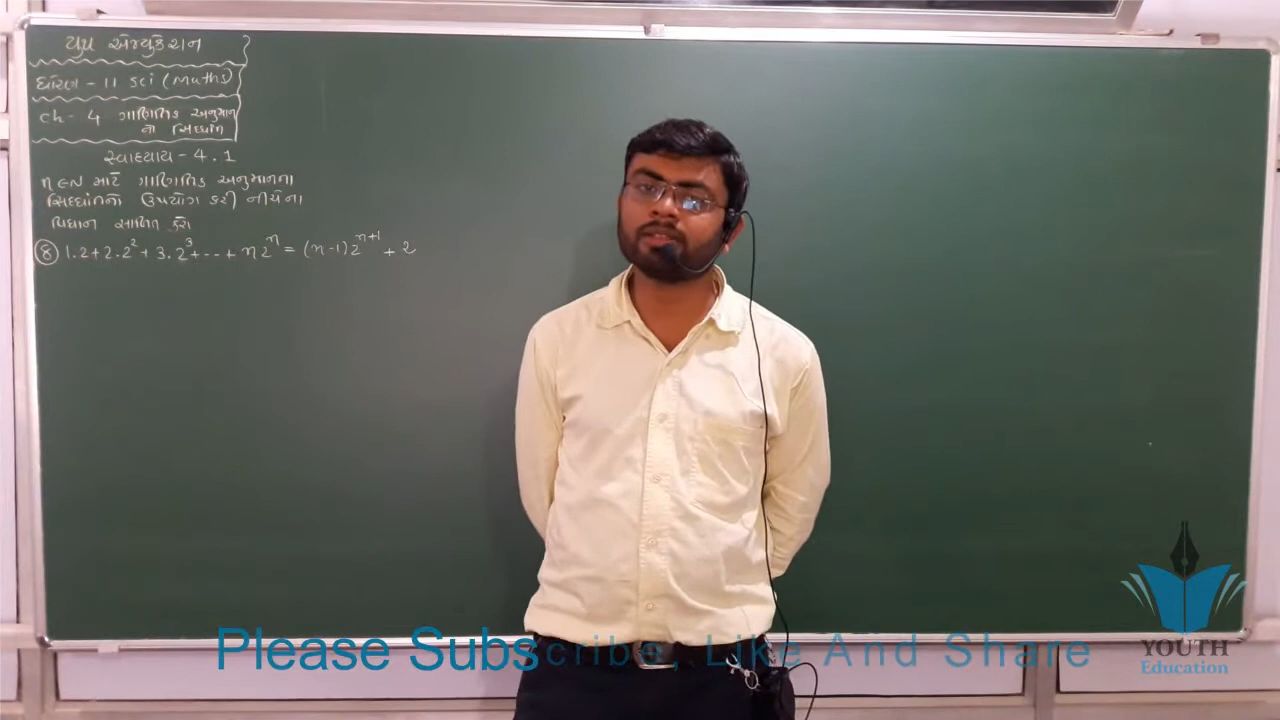 યુથ એજ્યુકેશન
ધોરણ - 11 sci (Maths)
ch - 4 ગાણિતિક અનુમાન
નો સિદ્ધાંત
સ્વાધ્યાય - 4.1
n ∈ N માટે ગાણિતિક અનુમાનના
સિદ્ધાંતનો ઉપયોગ કરી નીચેના
વિધાન સાબિત કરો
⑧ 1.2 + 2.2² + 3.2³ + -- + n2ⁿ = (n-1)2ⁿ⁺¹ + 2
Please Subscribe, Like And Share
YOUTH
Education